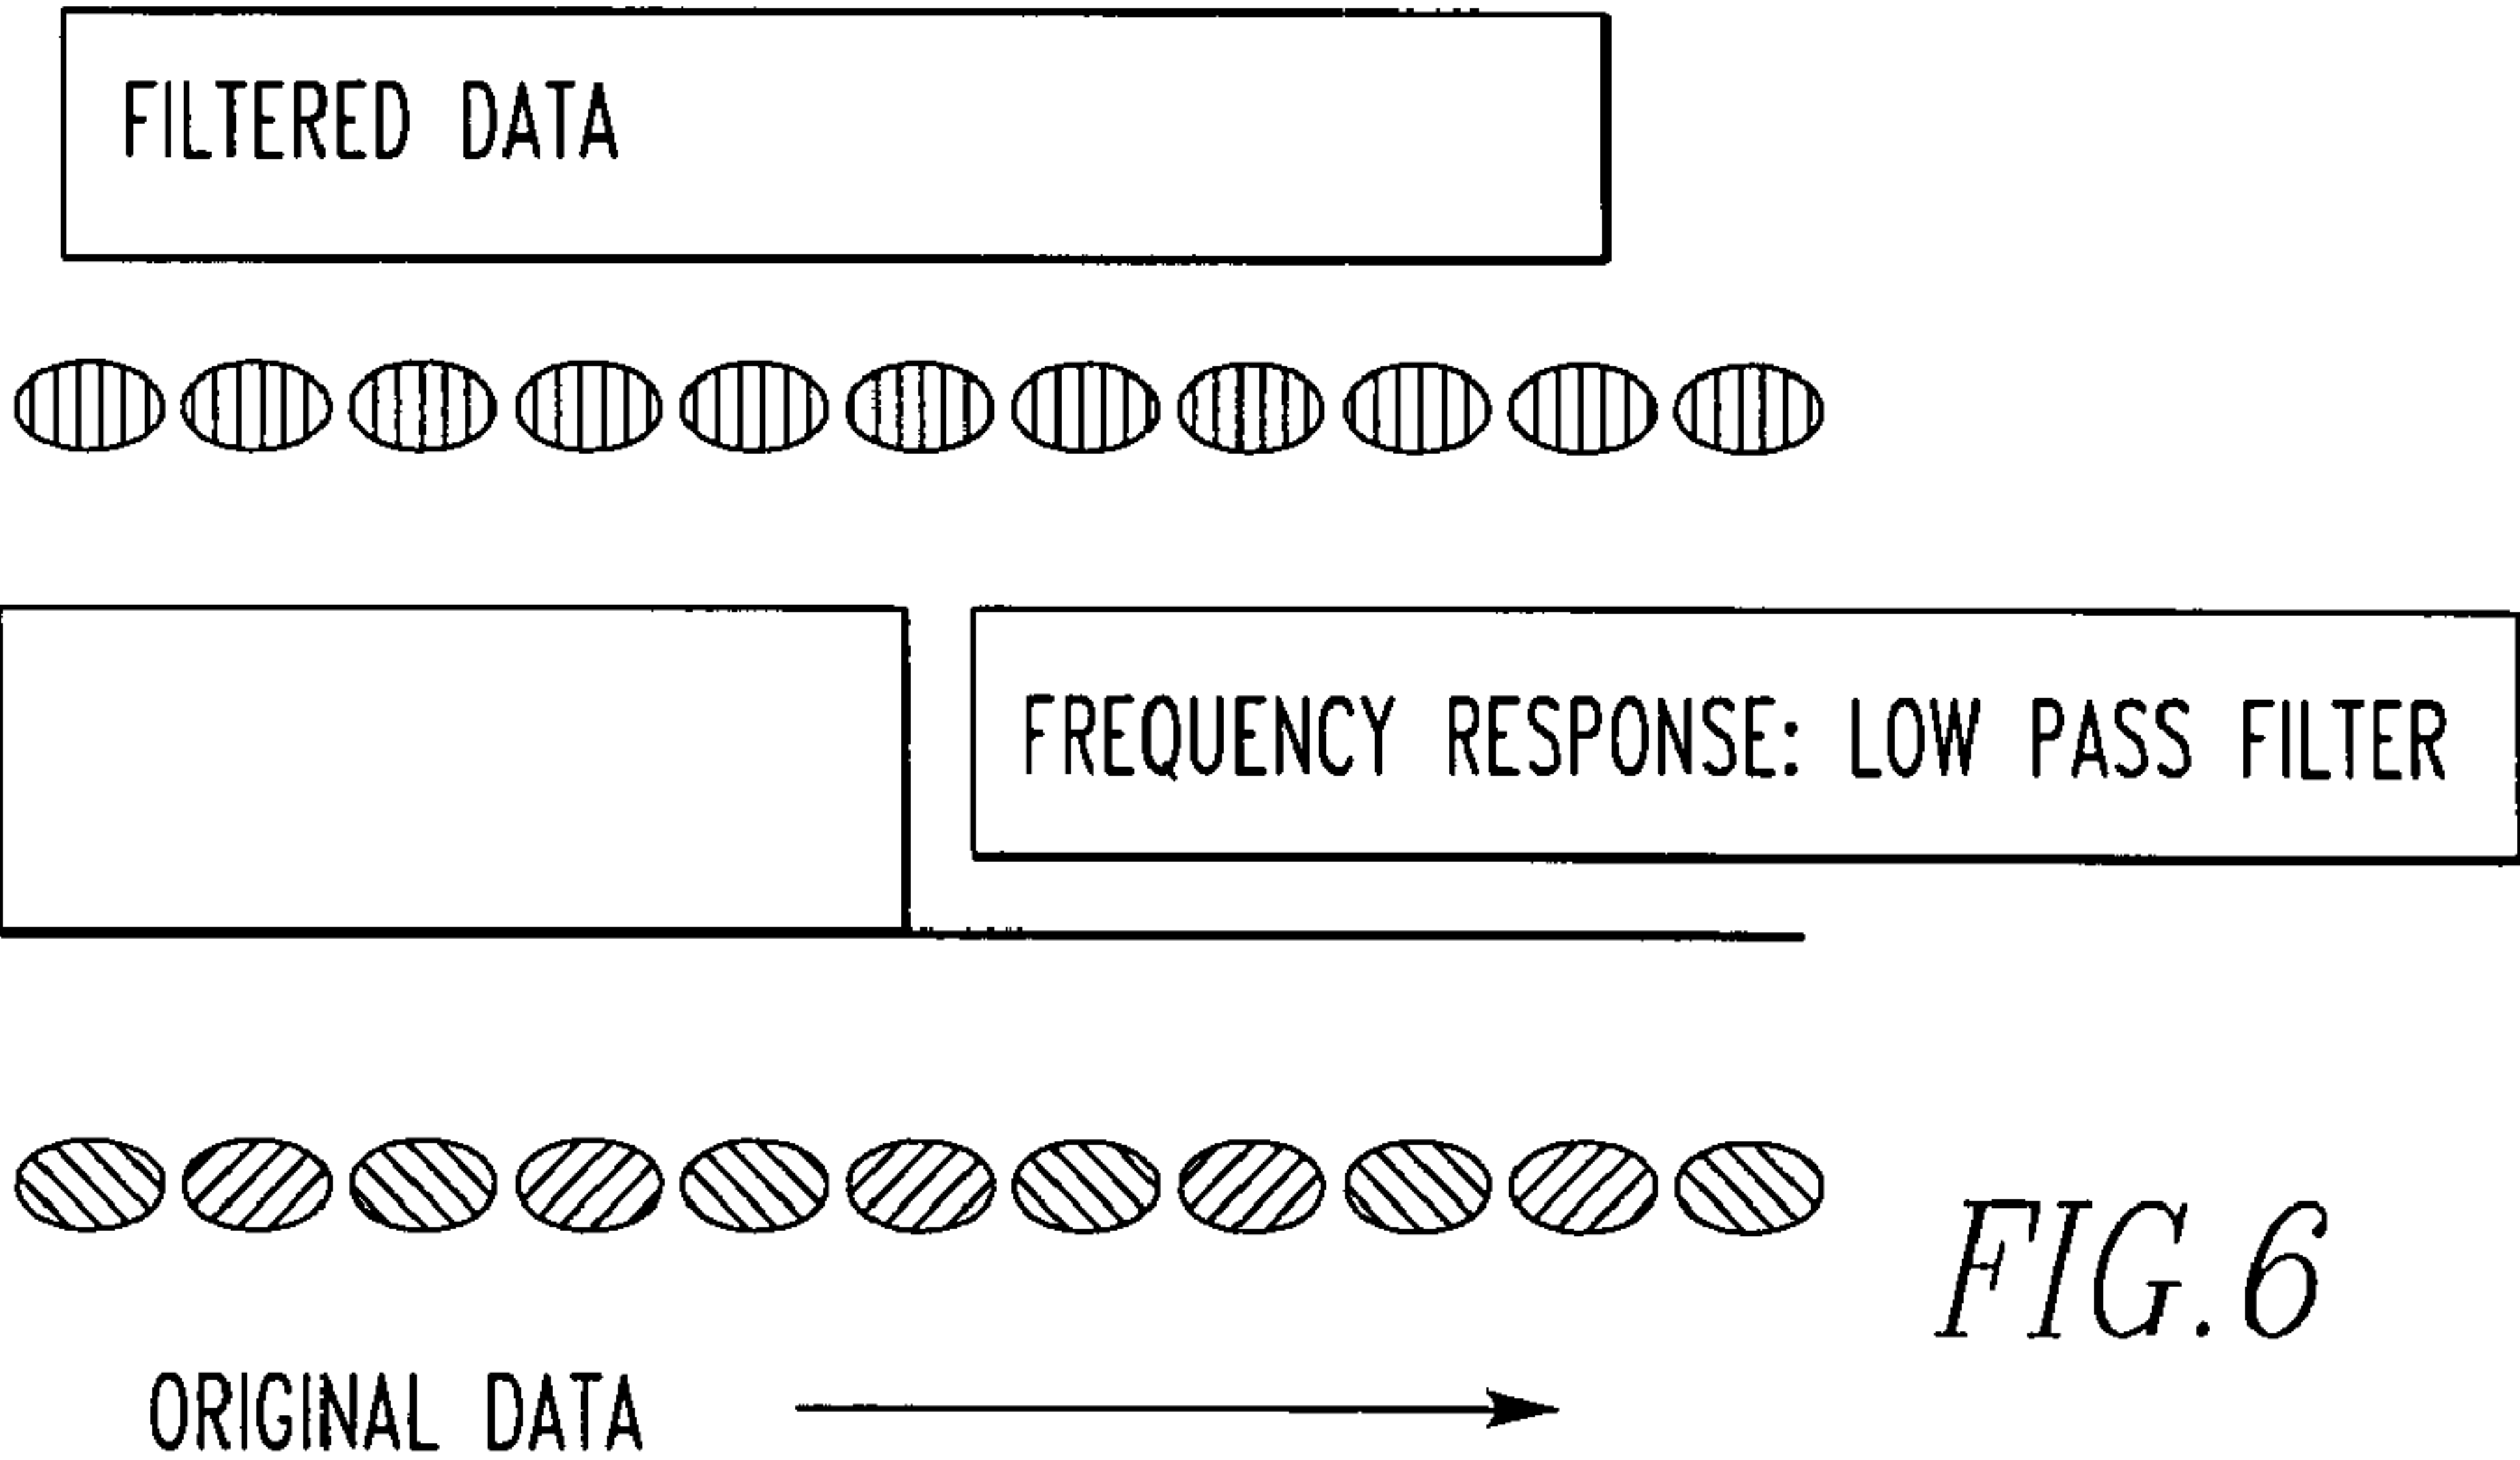 FILTERED DATA
FREQUENCY RESPONSE: LOW PASS FILTER
FIG.6
ORIGINAL DATA